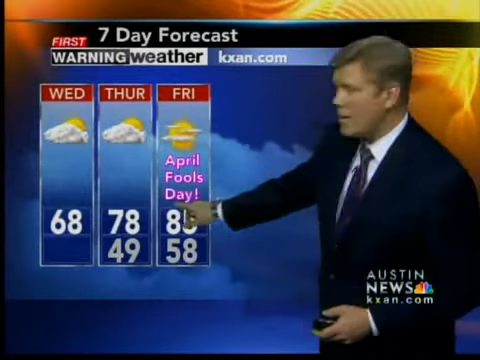 7 Day Forecast
FIRST
WARNING weather kxan.com
WED THUR FRI
April
Fools
Day!
68 78
49 58
AUSTIN
NEWS
kxan.com